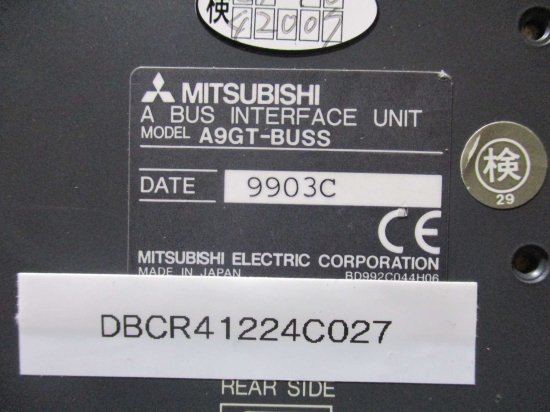 検
42007
MITSUBISHI
A BUS INTERFACE UNIT
MODEL A9GT-BUSS
DATE 9903C
検
29
MITSUBISHI ELECTRIC CORPORATION
MADE IN JAPAN BD992C044H06
DBCR41224C027
REAR SIDE